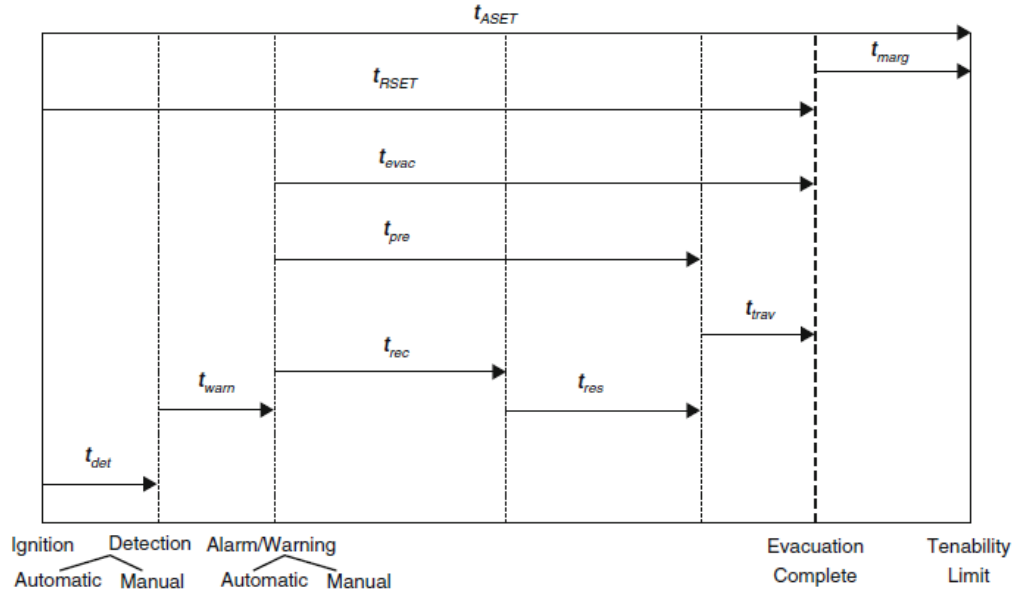 tASET
tmarg
tRSET
tevac
tpre
ttrav
trec
twarn
tres
tdet
Ignition Detection Alarm/Warning Evacuation Tenability
Automatic Manual Automatic Manual Complete Limit